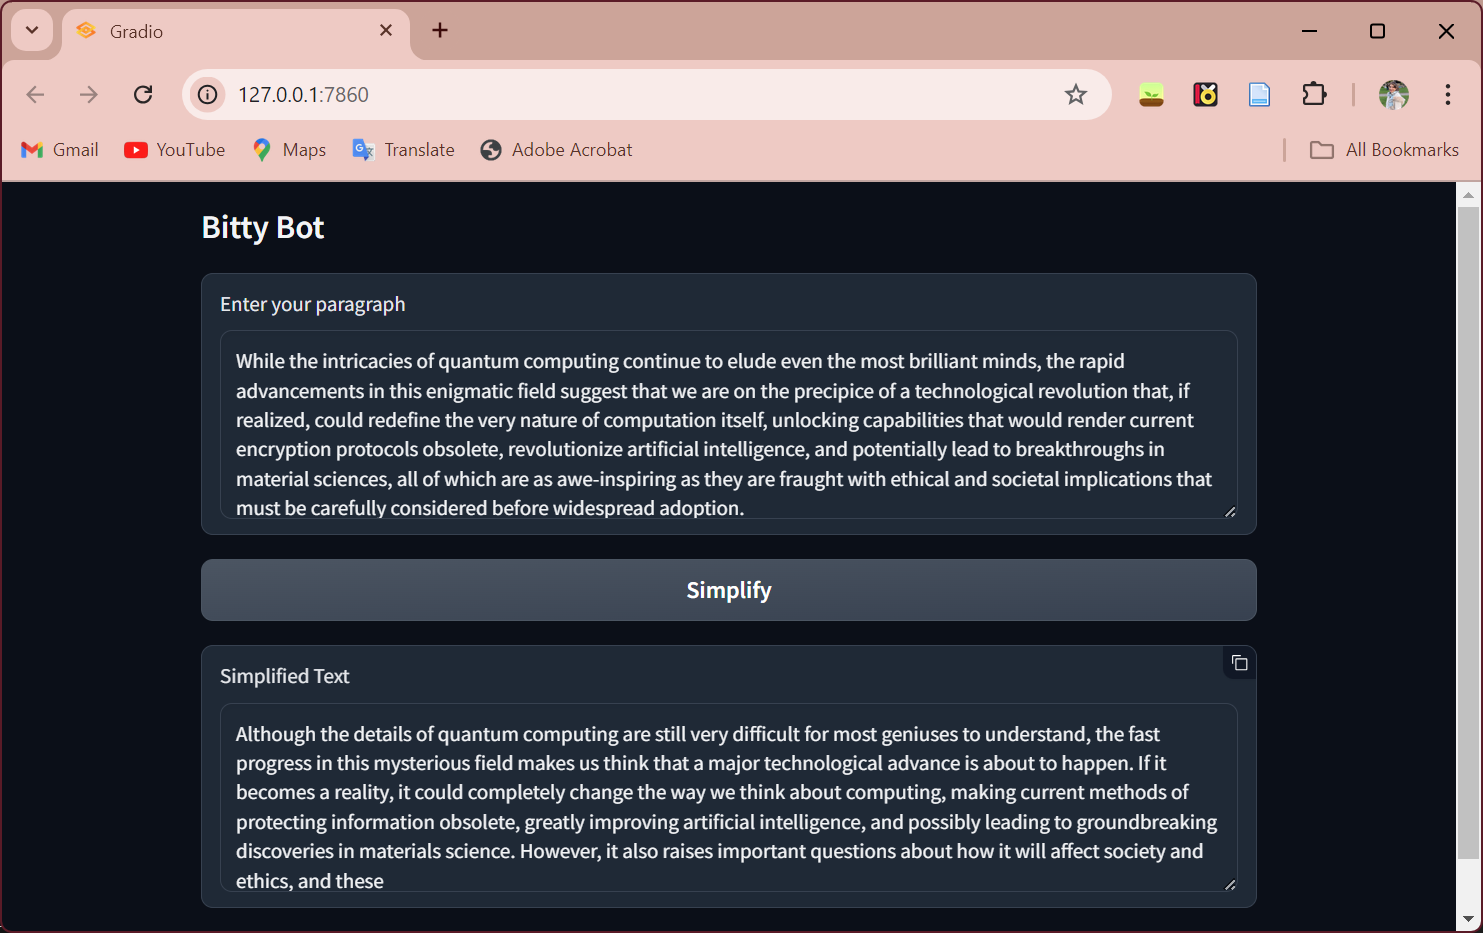 Gradio
127.0.0.1:7860
Gmail YouTube Maps Translate Adobe Acrobat All Bookmarks
Bitty Bot
Enter your paragraph
While the intricacies of quantum computing continue to elude even the most brilliant minds, the rapid
advancements in this enigmatic field suggest that we are on the precipice of a technological revolution that, if
realized, could redefine the very nature of computation itself, unlocking capabilities that would render current
encryption protocols obsolete, revolutionize artificial intelligence, and potentially lead to breakthroughs in
material sciences, all of which are as awe-inspiring as they are fraught with ethical and societal implications that
must be carefully considered before widespread adoption.
Simplify
Simplified Text
Although the details of quantum computing are still very difficult for most geniuses to understand, the fast
progress in this mysterious field makes us think that a major technological advance is about to happen. If it
becomes a reality, it could completely change the way we think about computing, making current methods of
protecting information obsolete, greatly improving artificial intelligence, and possibly leading to groundbreaking
discoveries in materials science. However, it also raises important questions about how it will affect society and
ethics, and these